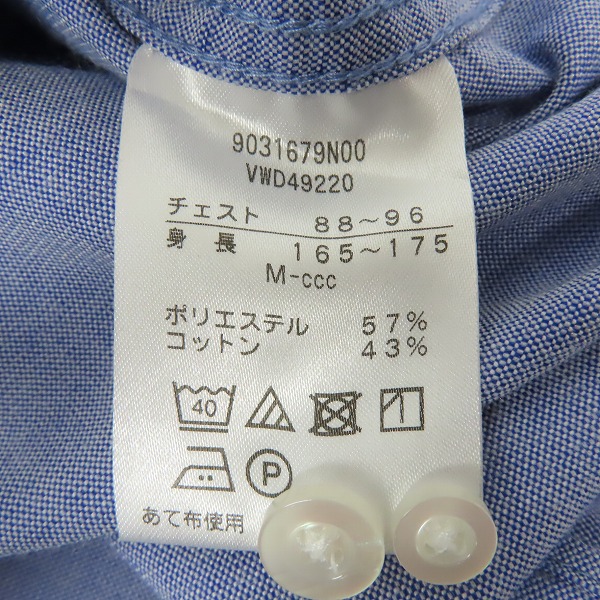 9031679N00
VWD49220
チェスト 88～96
身長 165～175
M-ccc
ポリエステル 57%
コットン 43%
40
P
あて布使用